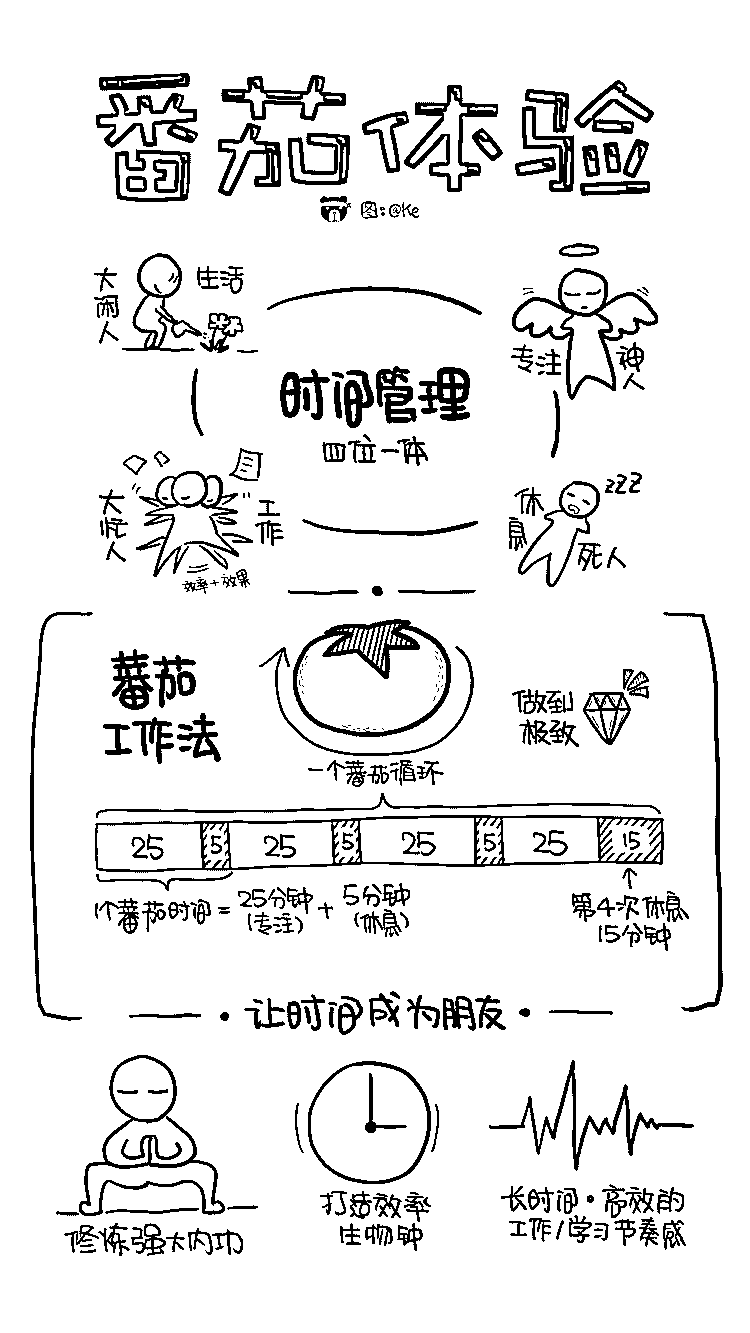 番茄体验
图:@Ke
大闲人
生活
专注
神人
时间管理
四位一体
大忙人
工作
效率+效果
休息
死人
zZZ
蕃茄
工作法
做到
极致
一个蕃茄循环
25 5 25 5 25 5 25 15
1个蕃茄时间 = 25分钟 + 5分钟
(专注) (休息)
第4次休息
15分钟
·让时间成为朋友·
修炼强大内功
打造效率
生物钟
长时间·高效的
工作/学习节奏感